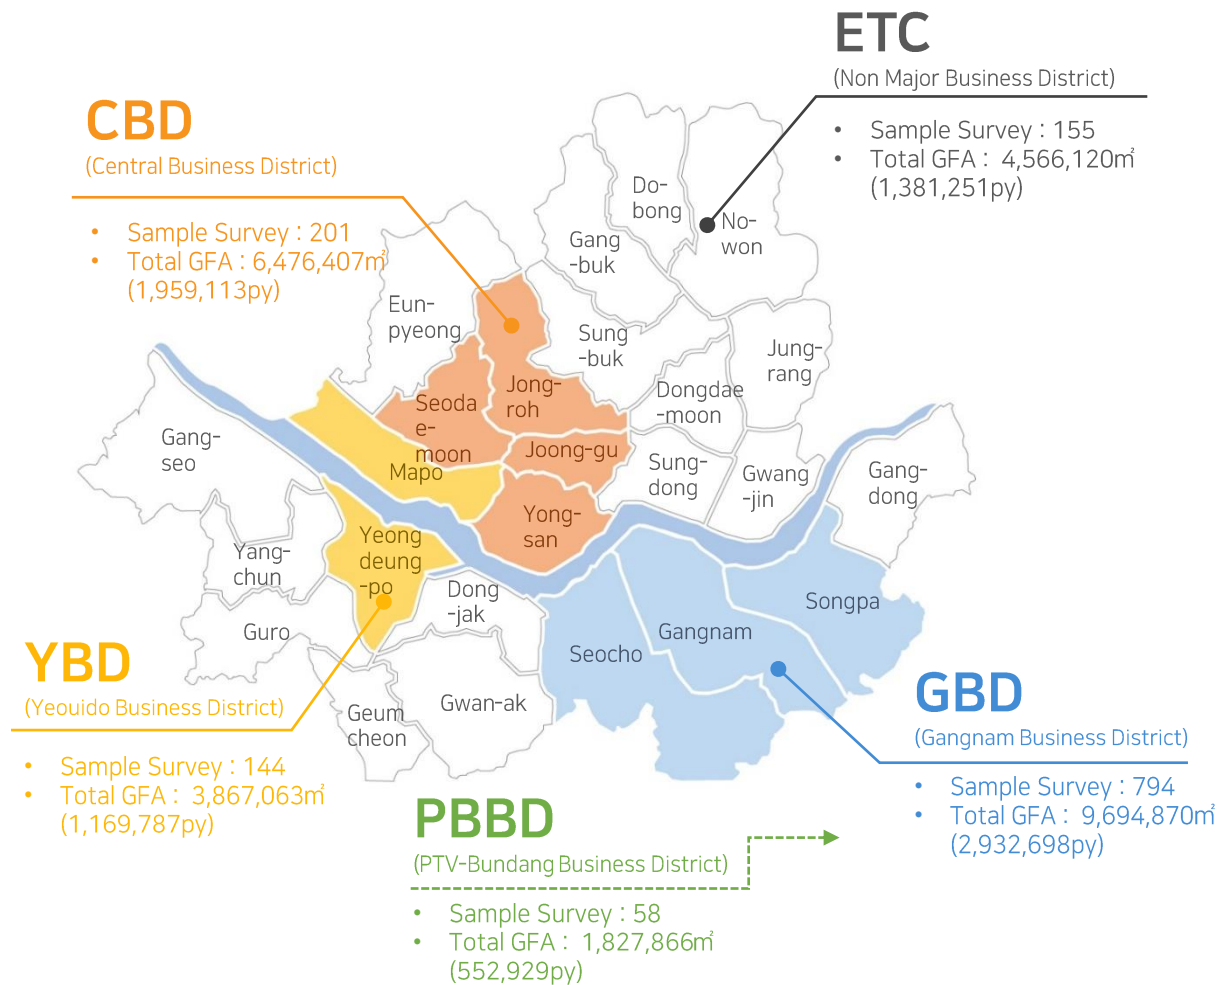 ETC
(Non Major Business District)
• Sample Survey : 155
• Total GFA : 4,566,120㎡
(1,381,251py)
CBD
(Central Business District)
• Sample Survey : 201
• Total GFA : 6,476,407㎡
(1,959,113py)
Do-
bong
No-
won
Gang
-buk
Eun-
pyeong
Sung
-buk
Jung-
rang
Jong-
roh
Dongdae
-moon
Seoda
e-
moon
Joong-gu
Mapo
Gang-
seo
Sung-
dong
Gwang
-jin
Gang-
dong
Yong-
san
Yeong
deung
-po
Yang-
chun
Dong
-jak
Guro
Songpa
Gangnam
Seocho
Gwan-ak
Geum
cheon
YBD
(Yeouido Business District)
• Sample Survey : 144
• Total GFA : 3,867,063㎡
(1,169,787py)
GBD
(Gangnam Business District)
• Sample Survey : 794
• Total GFA : 9,694,870㎡
(2,932,698py)
PBBD
(PTV-Bundang Business District)
• Sample Survey : 58
• Total GFA : 1,827,866㎡
(552,929py)